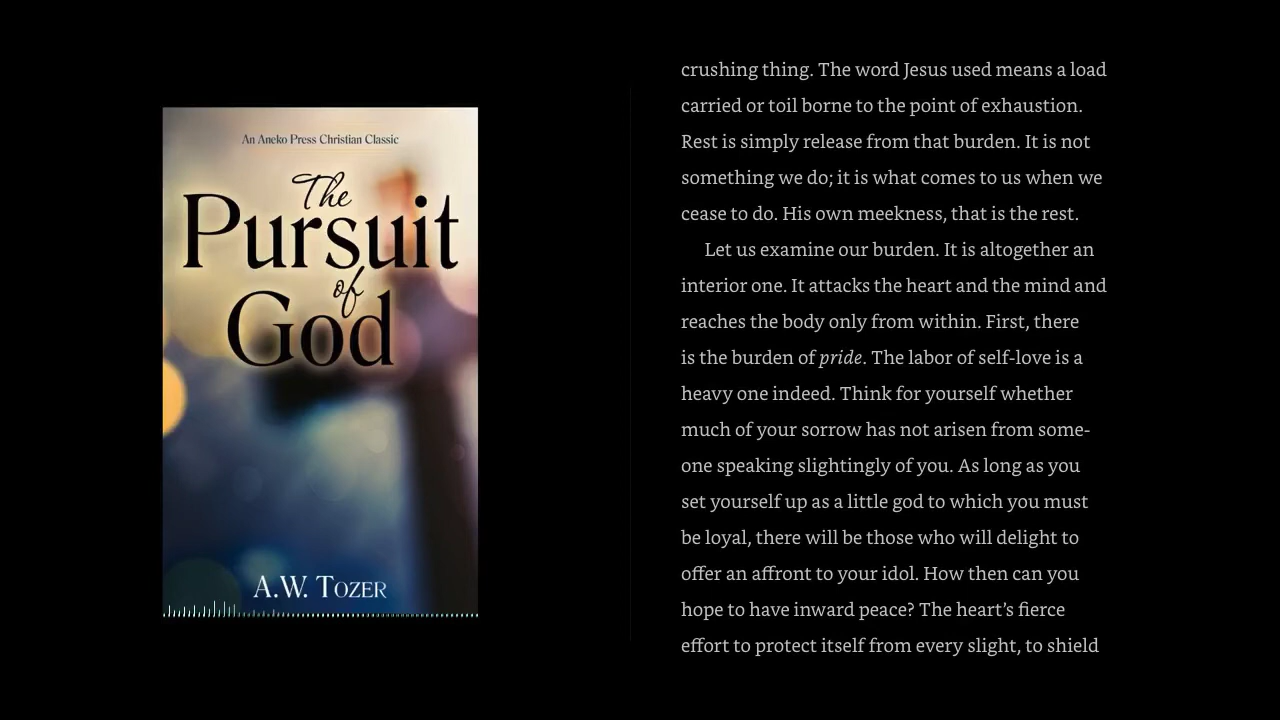 An Aneko Press Christian Classic
The
Pursuit
of
God
A.W. Tozer
crushing thing. The word Jesus used means a load
carried or toil borne to the point of exhaustion.
Rest is simply release from that burden. It is not
something we do; it is what comes to us when we
cease to do. His own meekness, that is the rest.
Let us examine our burden. It is altogether an
interior one. It attacks the heart and the mind and
reaches the body only from within. First, there
is the burden of pride. The labor of self-love is a
heavy one indeed. Think for yourself whether
much of your sorrow has not arisen from some-
one speaking slightingly of you. As long as you
set yourself up as a little god to which you must
be loyal, there will be those who will delight to
offer an affront to your idol. How then can you
hope to have inward peace? The heart’s fierce
effort to protect itself from every slight, to shield